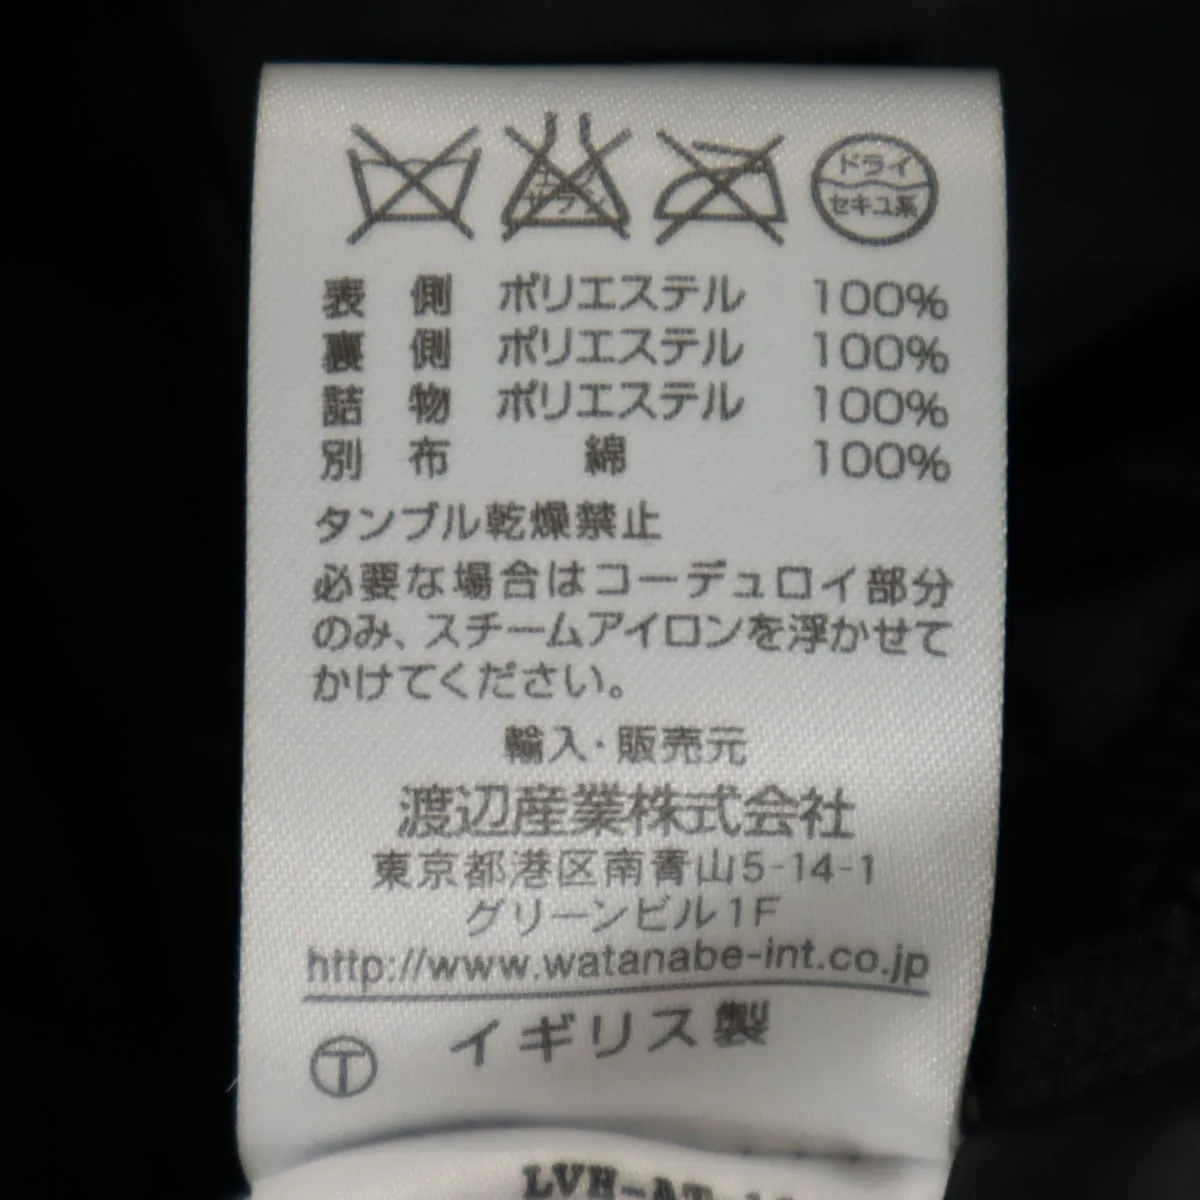 エンソサラシ
ドライ
セキユ系
表 側 ポリエステル 100%
裏 側 ポリエステル 100%
詰 物 ポリエステル 100%
別 布 綿 100%
タンブル乾燥禁止
必要な場合はコーデュロイ部分
のみ、スチームアイロンを浮かせて
かけてください。
輸入・販売元
渡辺産業株式会社
東京都港区南青山5-14-1
グリーンビル1F
http://www.watanabe-int.co.jp
Ⓣ イギリス製